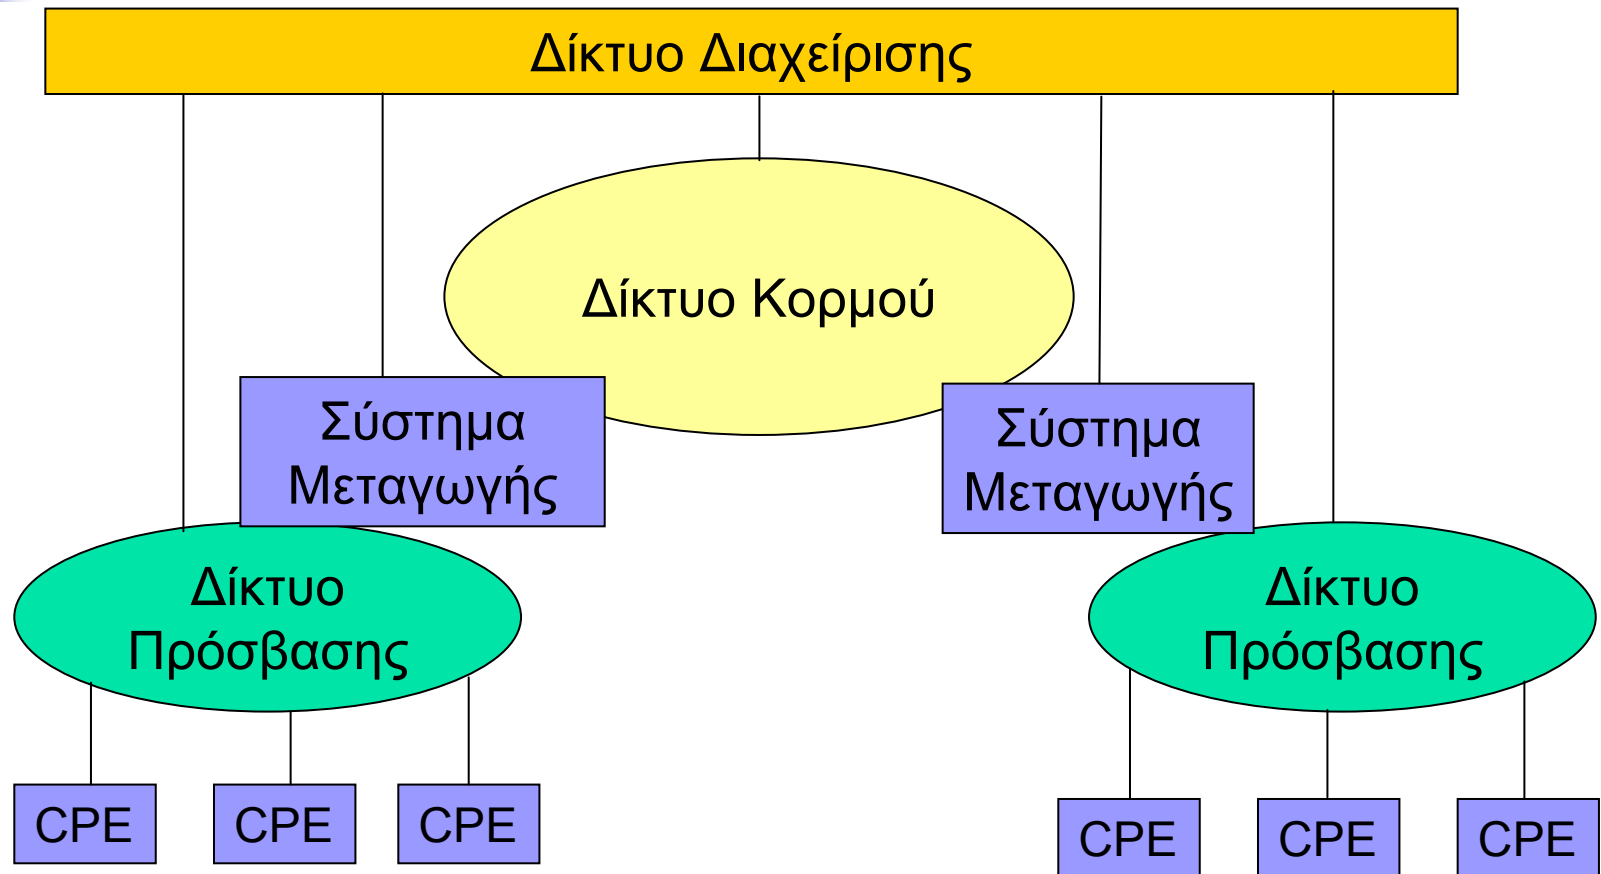 Δίκτυο Διαχείρισης
Δίκτυο Κορμού
Σύστημα
Μεταγωγής
Σύστημα
Μεταγωγής
Δίκτυο
Πρόσβασης
Δίκτυο
Πρόσβασης
CPE
CPE
CPE
CPE
CPE
CPE